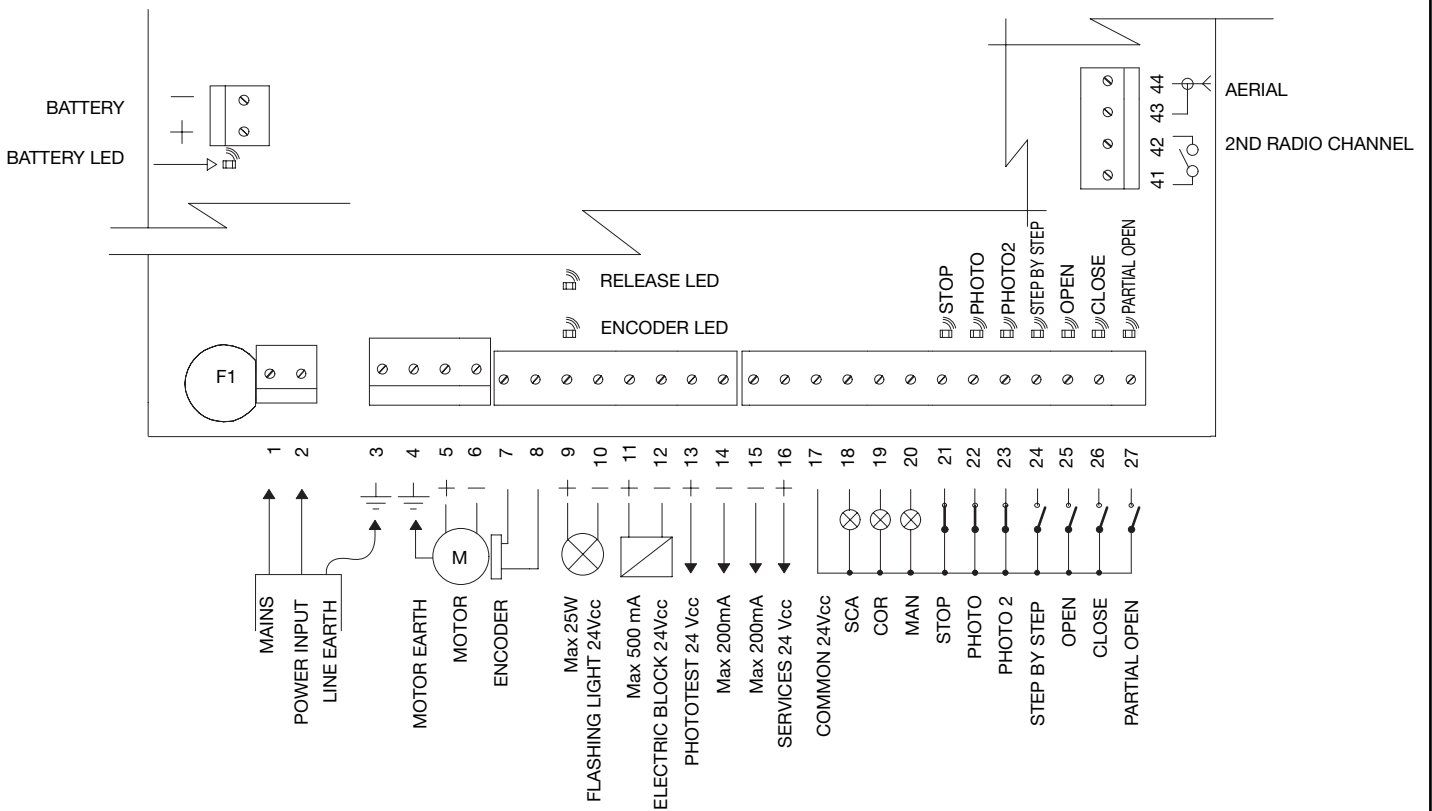 BATTERY
—
+
BATTERY LED
44
43
42
41
AERIAL
2ND RADIO CHANNEL
RELEASE LED
ENCODER LED
STOP
PHOTO
PHOTO2
STEP BY STEP
OPEN
CLOSE
PARTIAL OPEN
F1
1
2
3
4
5
6
7
8
9
10
11
12
13
14
15
16
17
18
19
20
21
22
23
24
25
26
27
+ — + — + — + — — +
M
MAINS
POWER INPUT
LINE EARTH
MOTOR EARTH
MOTOR
ENCODER
Max 25W
FLASHING LIGHT 24Vcc
Max 500 mA
ELECTRIC BLOCK 24Vcc
PHOTOTEST 24 Vcc
Max 200mA
Max 200mA
SERVICES 24 Vcc
COMMON 24Vcc
SCA
COR
MAN
STOP
PHOTO
PHOTO 2
STEP BY STEP
OPEN
CLOSE
PARTIAL OPEN